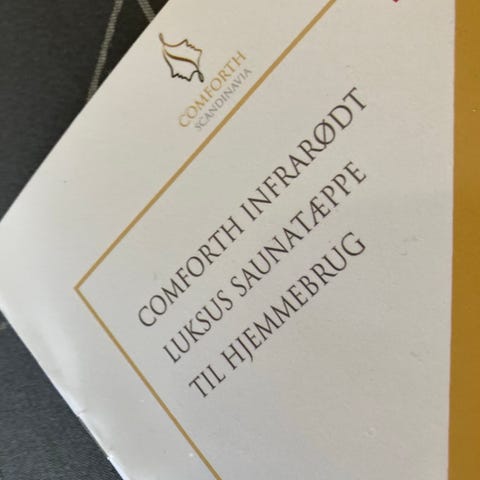 COMFORTH
SCANDINAVIA
COMFORTH INFRARØDT
LUKSUS SAUNATÆPPE
TIL HJEMMEBRUG